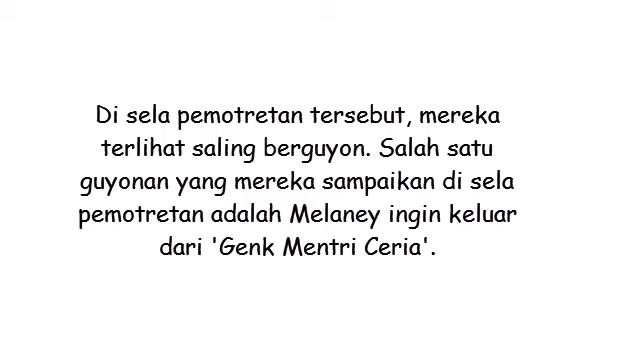 Di sela pemotretan tersebut, mereka
terlihat saling berguyon. Salah satu
guyonan yang mereka sampaikan di sela
pemotretan adalah Melaney ingin keluar
dari 'Genk Mentri Ceria'.